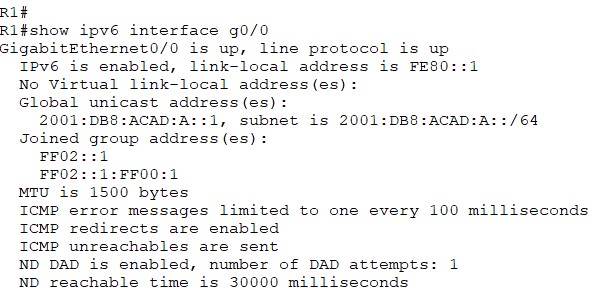 R1#
R1#show ipv6 interface g0/0
GigabitEthernet0/0 is up, line protocol is up
IPv6 is enabled, link-local address is FE80::1
No Virtual link-local address(es):
Global unicast address(es):
2001:DB8:ACAD:A::1, subnet is 2001:DB8:ACAD:A::/64
Joined group address(es):
FF02::1
FF02::1:FF00:1
MTU is 1500 bytes
ICMP error messages limited to one every 100 milliseconds
ICMP redirects are enabled
ICMP unreachables are sent
ND DAD is enabled, number of DAD attempts: 1
ND reachable time is 30000 milliseconds